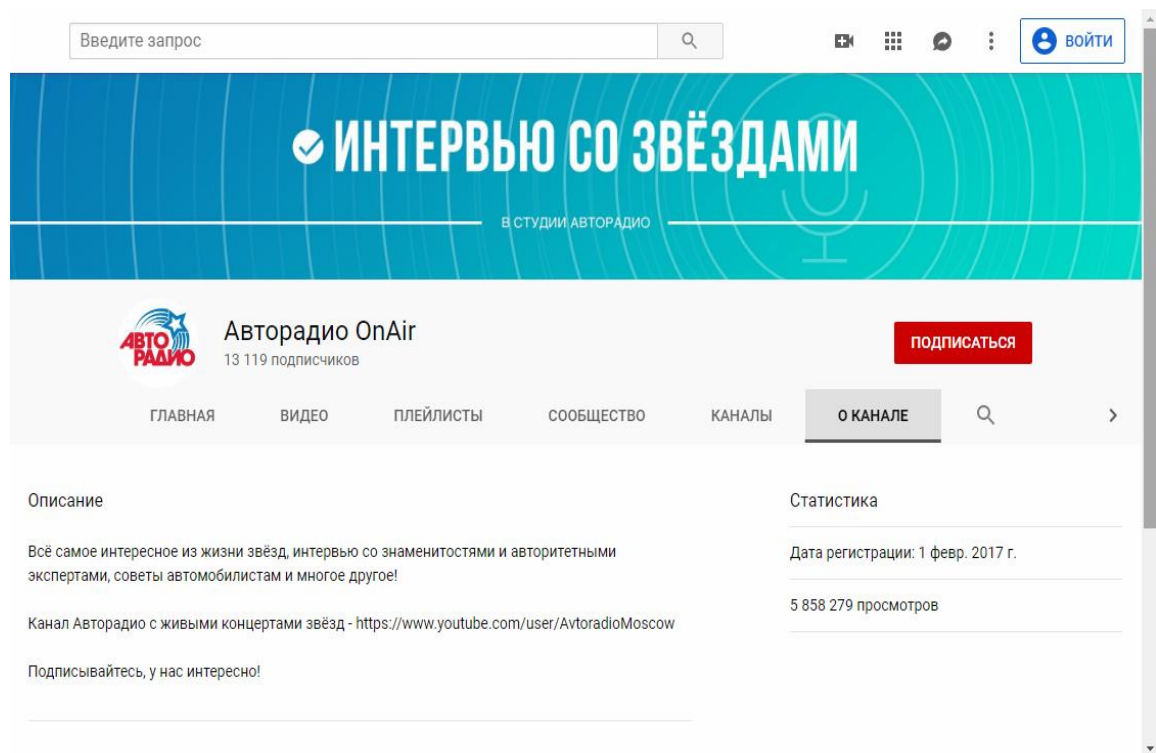 Введите запрос
ВОЙТИ
ИНТЕРВЬЮ СО ЗВЁЗДАМИ
В СТУДИИ АВТОРАДИО
АВТО
РАДИО
Авторадио OnAir
13 119 подписчиков
ПОДПИСАТЬСЯ
ГЛАВНАЯ ВИДЕО ПЛЕЙЛИСТЫ СООБЩЕСТВО КАНАЛЫ О КАНАЛЕ
Описание
Всё самое интересное из жизни звёзд, интервью со знаменитостями и авторитетными
экспертами, советы автомобилистам и многое другое!
Канал Авторадио с живыми концертами звёзд - https://www.youtube.com/user/AvtoradioMoscow
Подписывайтесь, у нас интересно!
Статистика
Дата регистрации: 1 февр. 2017 г.
5 858 279 просмотров